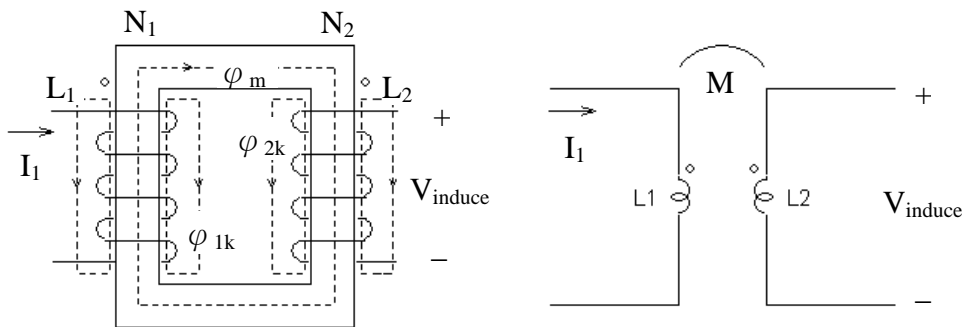 N₁ N₂
φ m
L₁ L₂
M
+ +
φ 2k
I₁ I₁
L1 L2
V induce V induce
φ 1k
− −